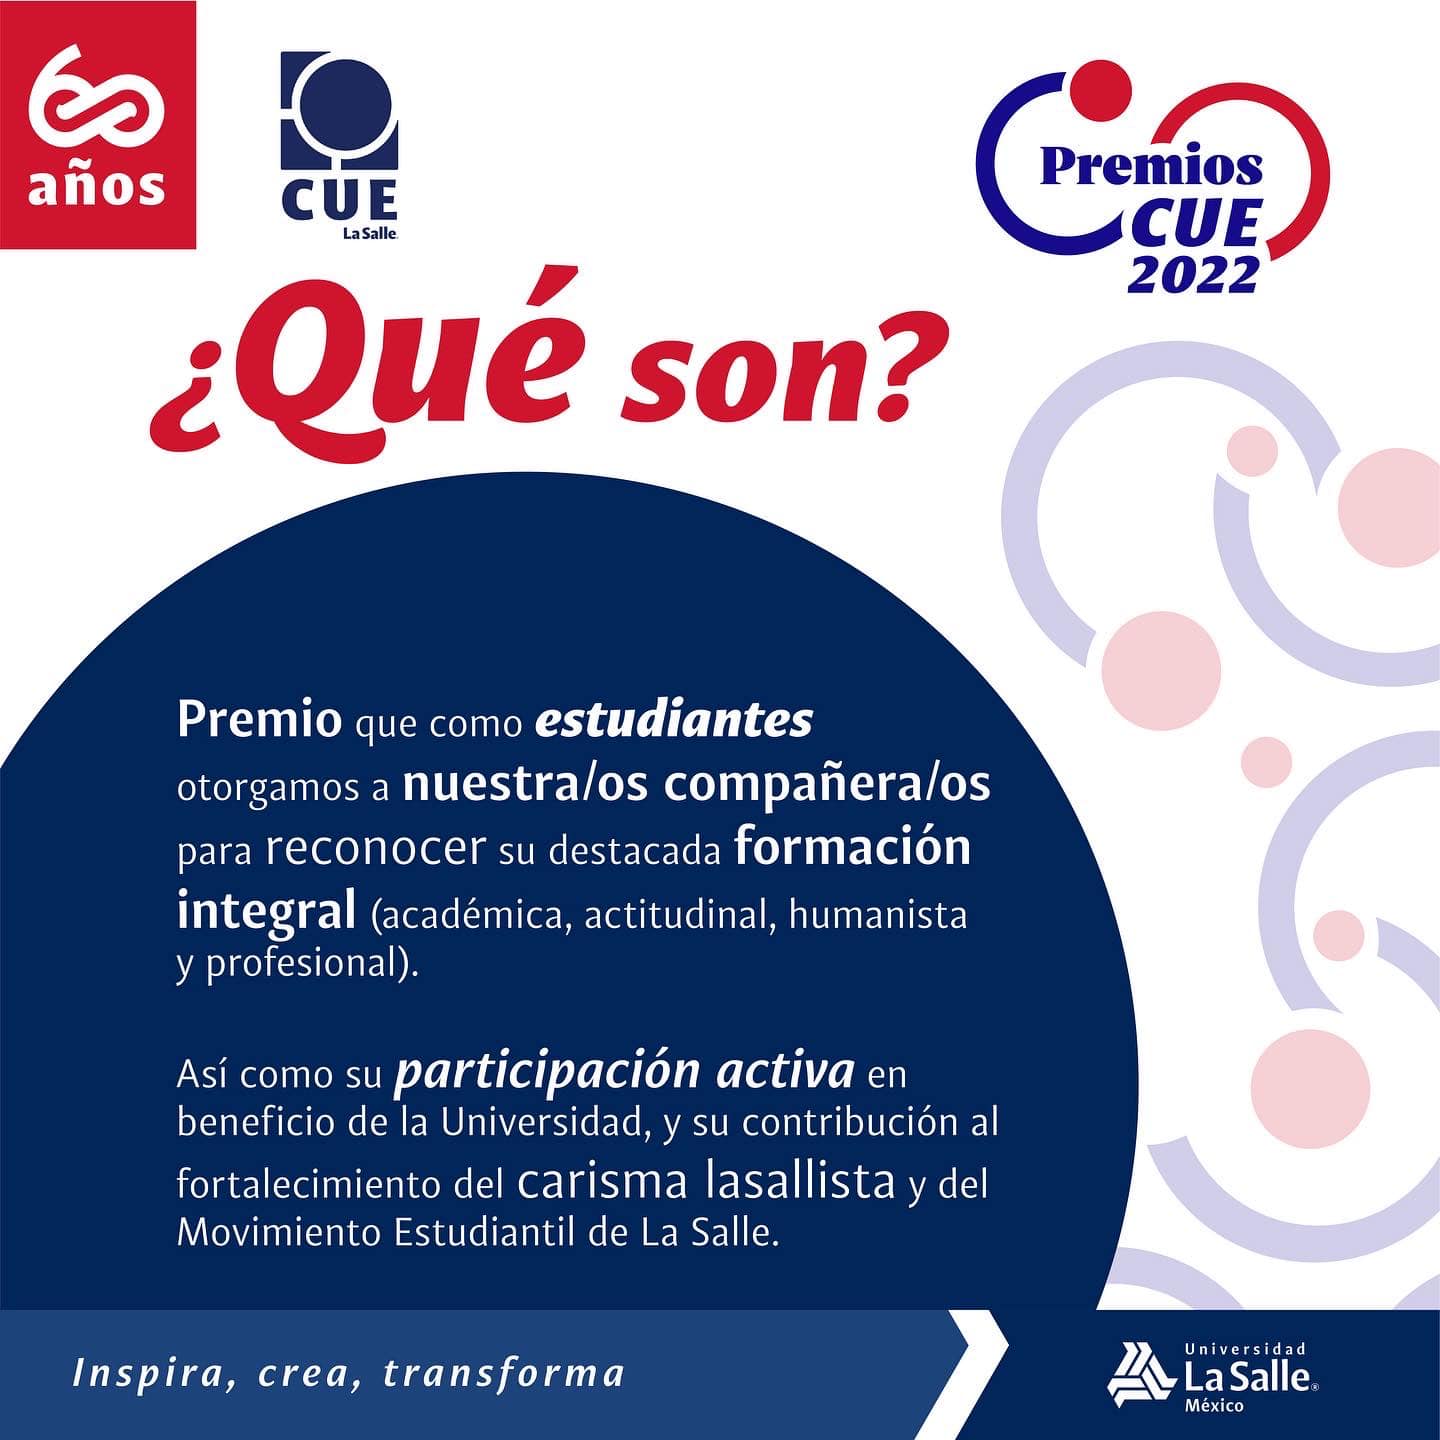 60
años
CUE
La Salle
Premios
CUE
2022
¿Qué son?
Premio que como estudiantes
otorgamos a nuestra/os compañera/os
para reconocer su destacada formación
integral (académica, actitudinal, humanista
y profesional).
Así como su participación activa en
beneficio de la Universidad, y su contribución al
fortalecimiento del carisma lasallista y del
Movimiento Estudiantil de La Salle.
Inspira, crea, transforma
Universidad
La Salle®
México